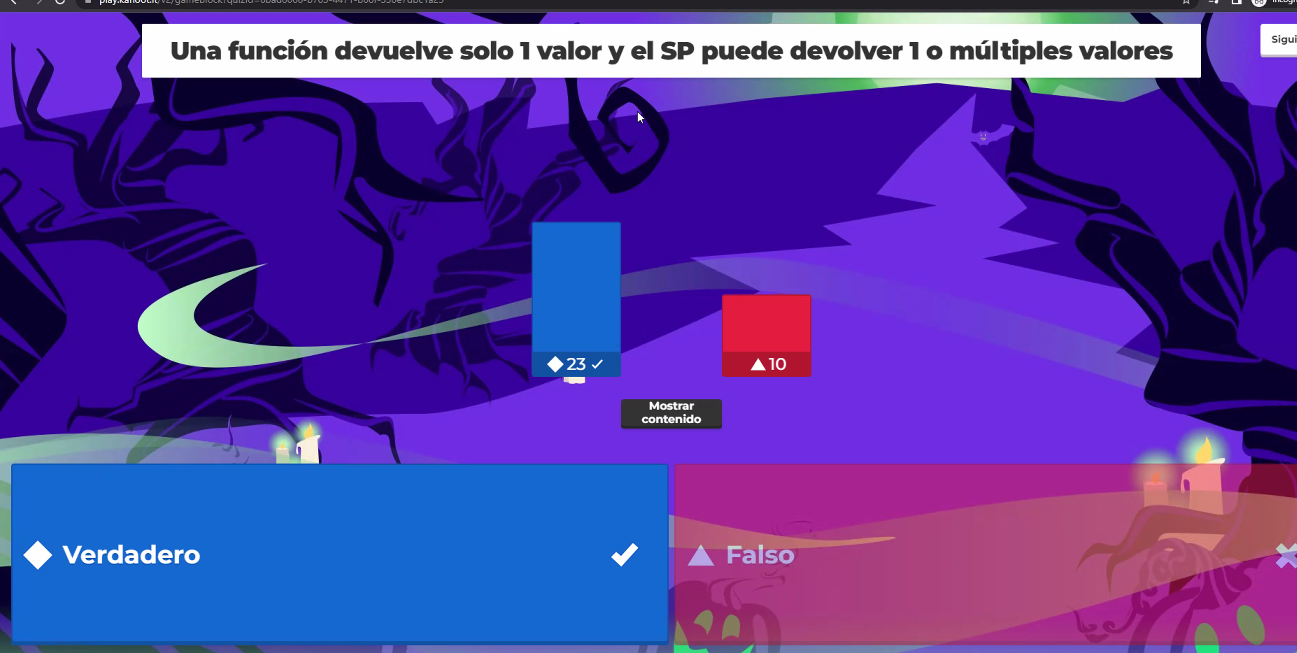 Una función devuelve solo 1 valor y el SP puede devolver 1 o múltiples valores
Sigui
23
10
Mostrar
contenido
Verdadero
Falso